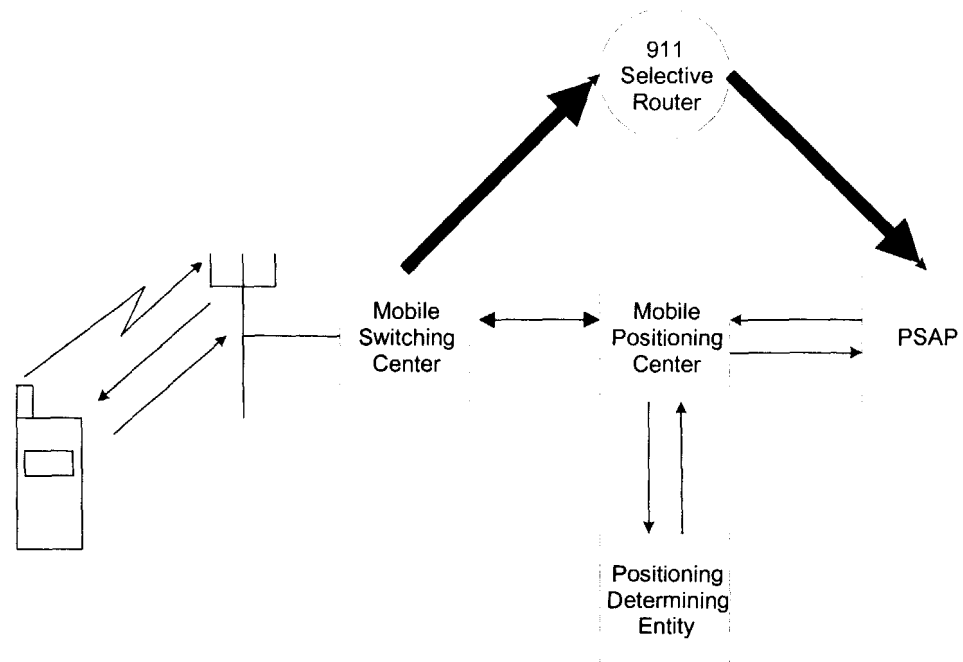 911
Selective
Router
Mobile
Switching
Center
Mobile
Positioning
Center
PSAP
Positioning
Determining
Entity